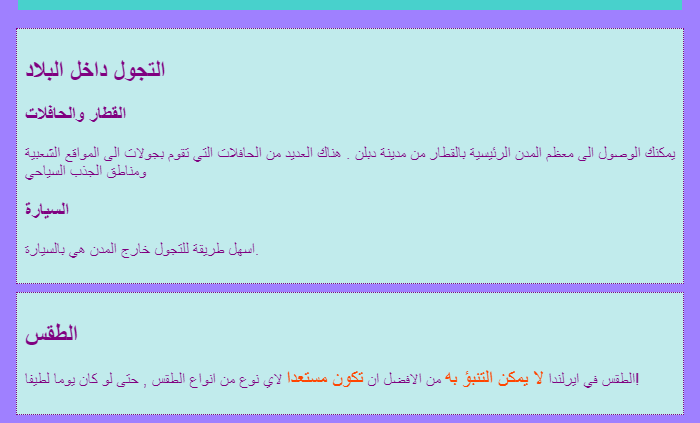 التجول داخل البلاد
القطار والحافلات
يمكنك الوصول الى معظم المدن الرئيسية بالقطار من مدينة دبلن . هناك العديد من الحافلات التي تقوم بجولات الى المواقع الشعبية
ومناطق الجذب السياحي
السيارة
اسهل طريقة للتجول خارج المدن هي بالسيارة.
الطقس
الطقس في ايرلندا لا يمكن التنبؤ به من الافضل ان تكون مستعدا لاي نوع من انواع الطقس , حتى لو كان يوما لطيفا!